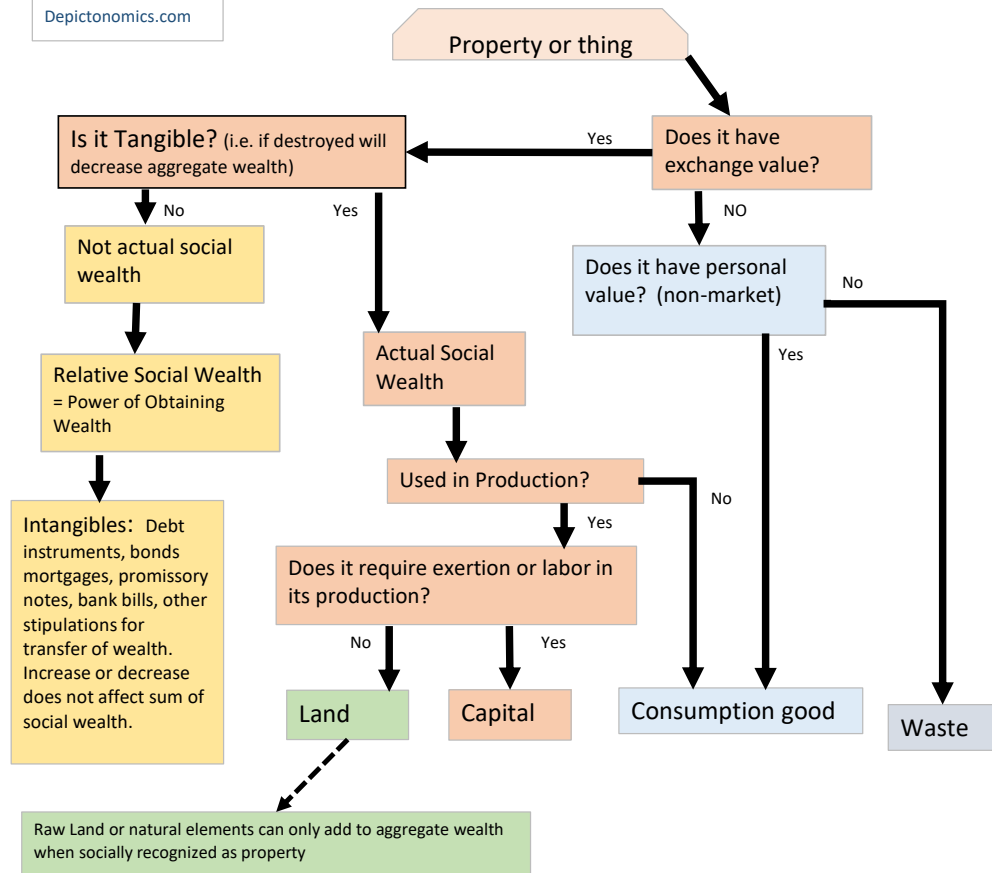 Depictonomics.com
Property or thing
Is it Tangible? (i.e. if destroyed will
decrease aggregate wealth)
Yes
Does it have
exchange value?
No
Yes
NO
Not actual social
wealth
Does it have personal
value?  (non-market)
No
Relative Social Wealth
= Power of Obtaining
Wealth
Actual Social
Wealth
Yes
Used in Production?
No
Intangibles:  Debt
instruments, bonds
mortgages, promissory
notes, bank bills, other
stipulations for
transfer of wealth.
Increase or decrease
does not affect sum of
social wealth.
Yes
Does it require exertion or labor in
its production?
No
Yes
Land
Capital
Consumption good
Waste
Raw Land or natural elements can only add to aggregate wealth
when socially recognized as property